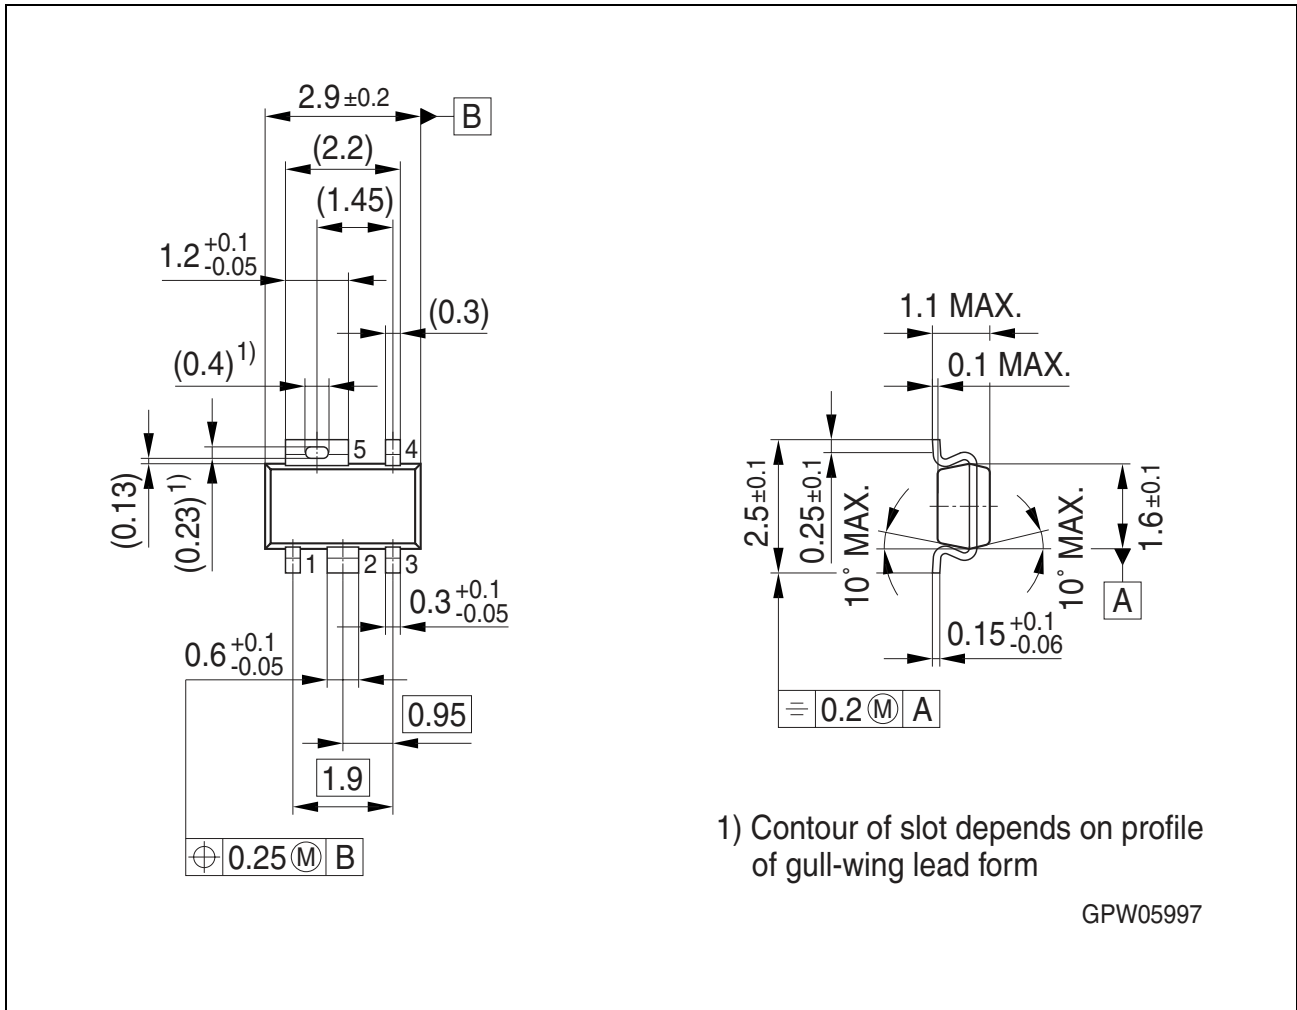 2.9 ±0.2
B
(2.2)
(1.45)
1.2 +0.1 -0.05
(0.3)
(0.4) 1)
5
4
(0.13)
(0.23) 1)
1
2
3
0.3 +0.1 -0.05
0.6 +0.1 -0.05
0.95
1.9
⌖ 0.25 Ⓜ B
1.1 MAX.
0.1 MAX.
2.5 ±0.1
0.25 ±0.1
10° MAX.
10° MAX.
1.6 ±0.1
A
0.15 +0.1 -0.06
⌯ 0.2 Ⓜ A
1) Contour of slot depends on profile
of gull-wing lead form
GPW05997